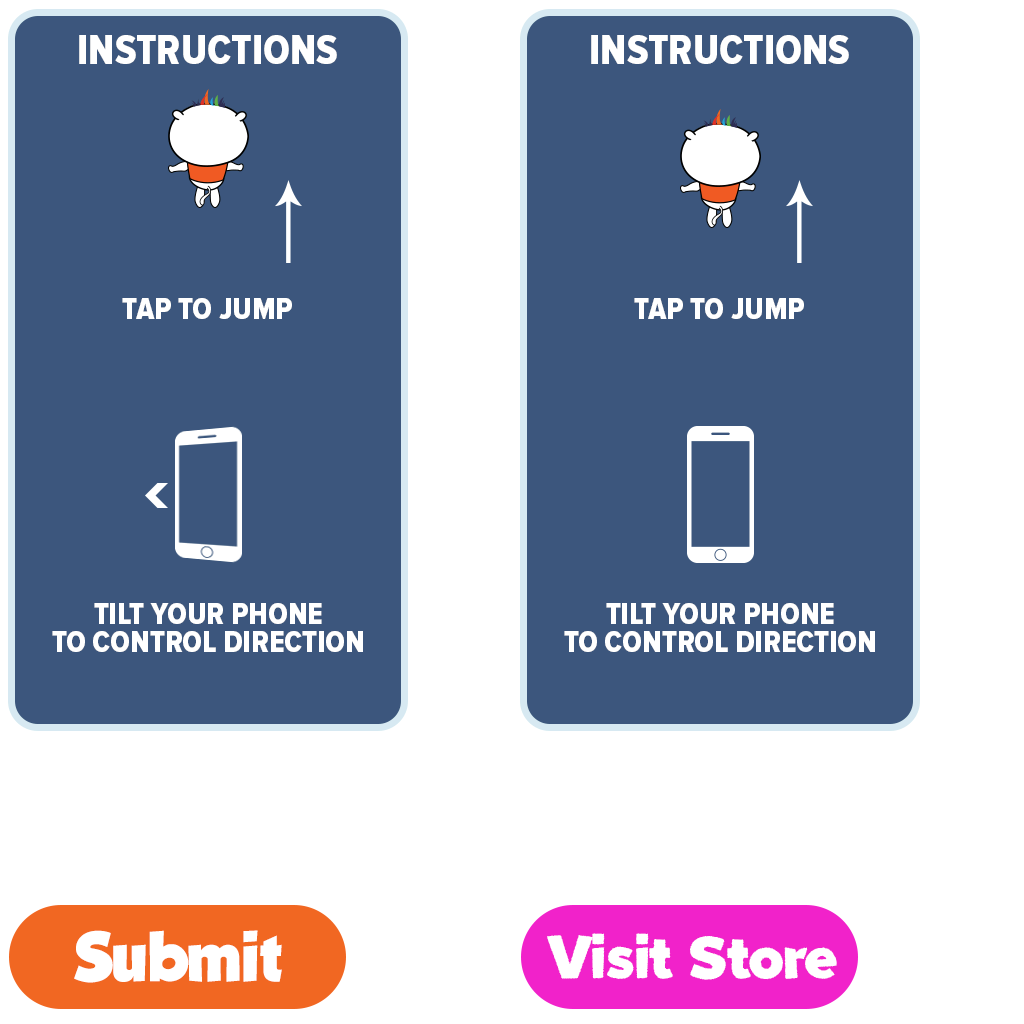 INSTRUCTIONS
TAP TO JUMP
TILT YOUR PHONE
TO CONTROL DIRECTION
INSTRUCTIONS
TAP TO JUMP
TILT YOUR PHONE
TO CONTROL DIRECTION
Submit
Visit Store